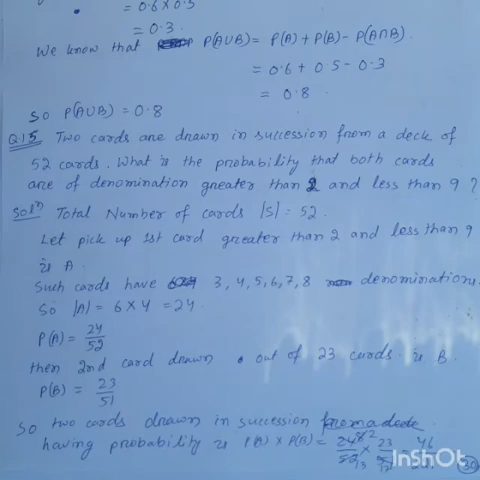 = 0.6 x 0.5
= 0.3.
We know that P(A∪B) = P(A) + P(B) - P(A∩B).
= 0.6 + 0.5 - 0.3
= 0.8.
So P(A∪B) = 0.8
Q.15 Two cards are drawn in succession from a deck of
52 cards. What is the probability that both cards
are of denomination greater than 2 and less than 9 ?
Solⁿ) Total Number of cards |S| = 52.
Let pick up 1st card greater than 2 and less than 9
is A.
Such cards have 3, 4, 5, 6, 7, 8 denominations.
So |A| = 6 X 4 = 24.
P(A) = 24/52
then 2nd card drawn out of 23 cards is B.
P(B) = 23/51
So two cards drawn in succession from a deck
having probability is P(A) x P(B) = 24/52 x 23/
InShot